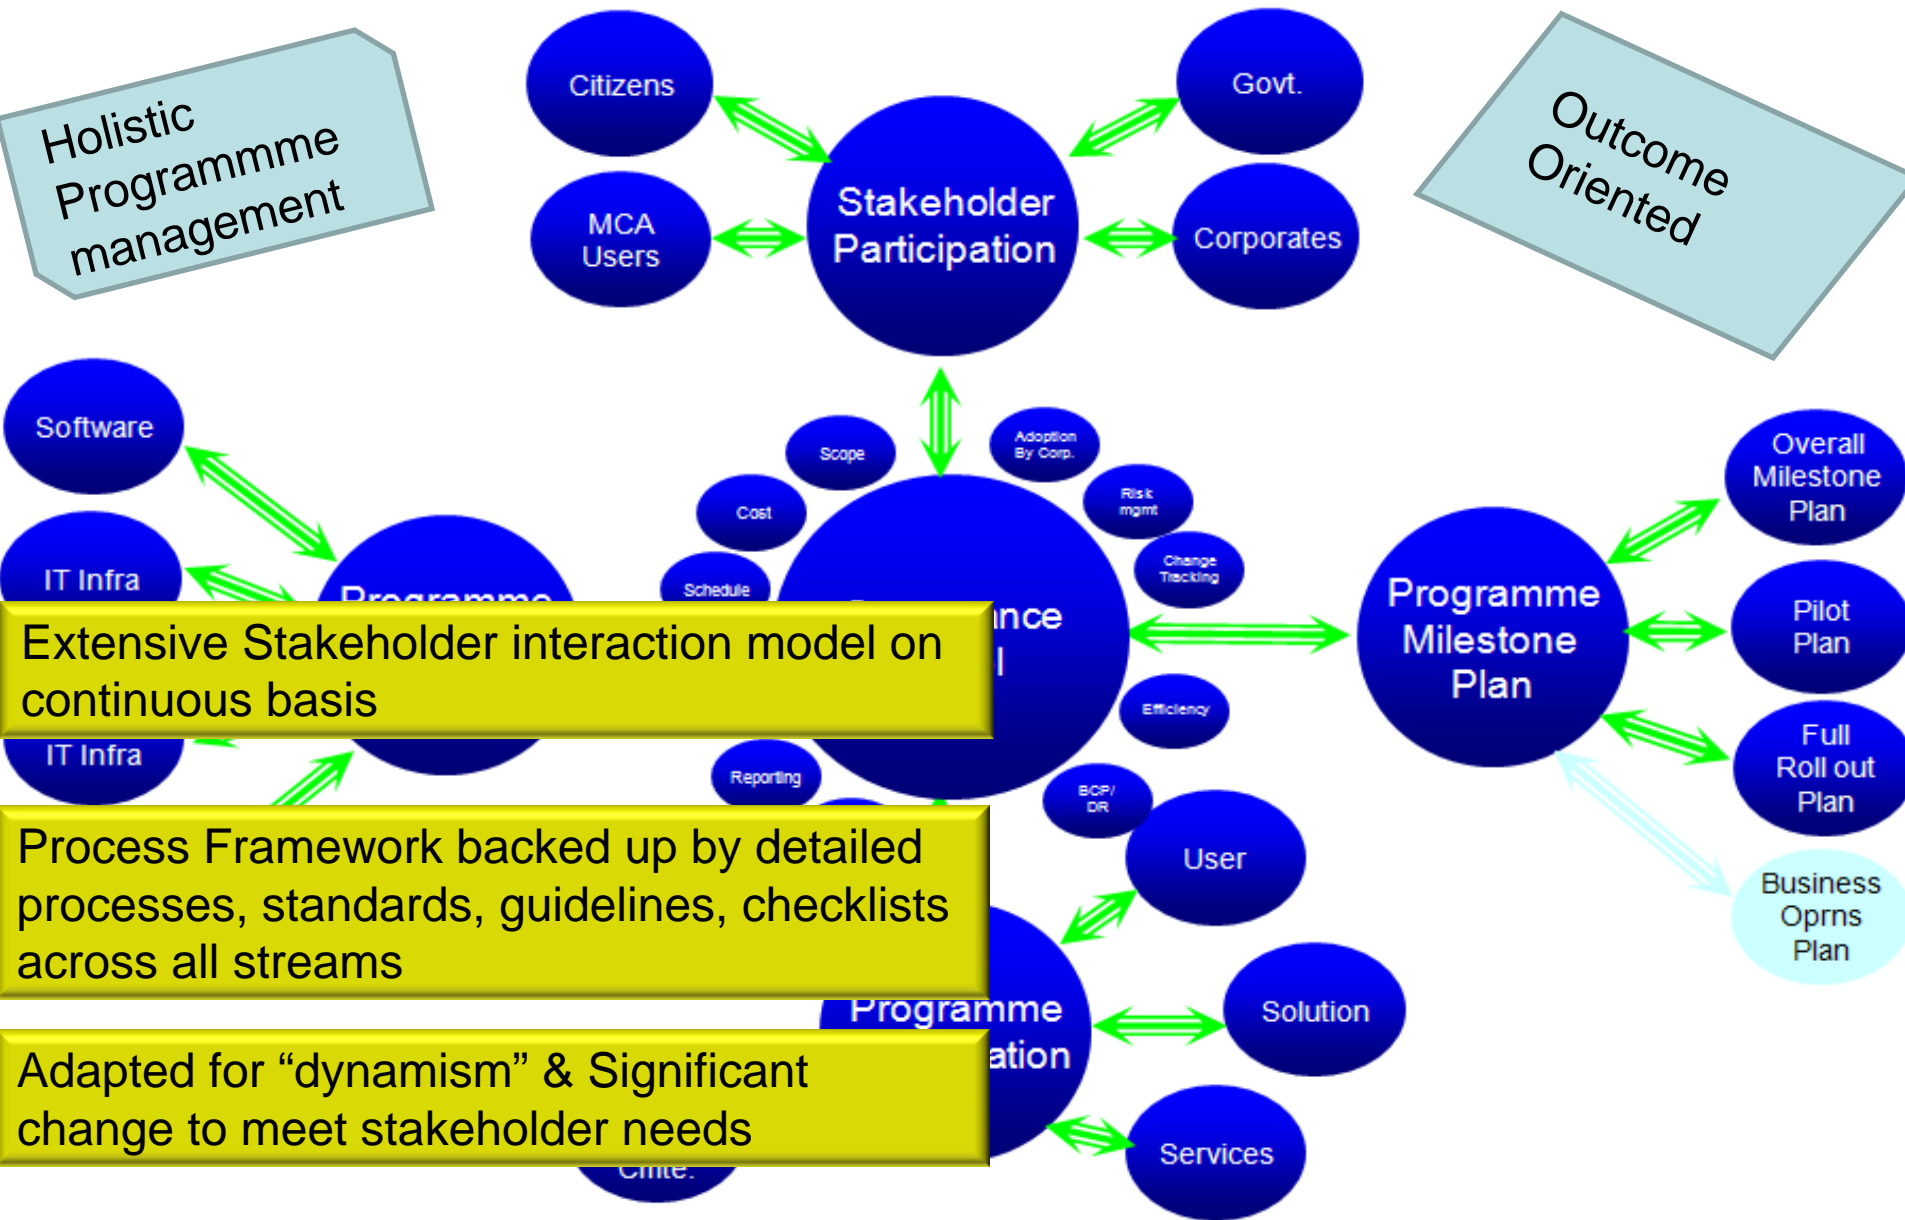 Holistic
Programmme
management
Citizens
Govt.
Outcome
Oriented
Stakeholder
Participation
MCA
Users
Corporates
Software
Scope
Adoption
By Corp.
Cost
Risk
mgmt
Overall
Milestone
Plan
IT Infra
Schedule
Change
Tracking
Programme
Programme
Milestone
Plan
Pilot
Plan
Extensive Stakeholder interaction model on
continuous basis
Efficiency
IT Infra
Reporting
BCP/
DR
Full
Roll out
Plan
Process Framework backed up by detailed
processes, standards, guidelines, checklists
across all streams
User
Business
Oprns
Plan
Programme
Solution
Adapted for “dynamism” & Significant
change to meet stakeholder needs
Services
Cmte.